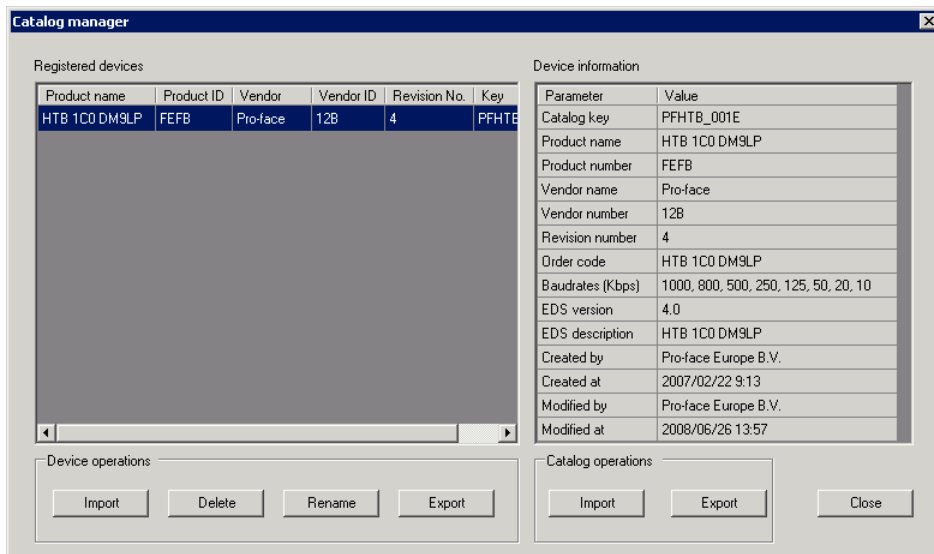 Catalog manager
Registered devices
Product name Product ID Vendor Vendor ID Revision No. Key
HTB 1C0 DM9LP FEFB Pro-face 12B 4 PFHTB
Device information
Parameter Value
Catalog key PFHTB_001E
Product name HTB 1C0 DM9LP
Product number FEFB
Vendor name Pro-face
Vendor number 12B
Revision number 4
Order code HTB 1C0 DM9LP
Baudrates (Kbps) 1000, 800, 500, 250, 125, 50, 20, 10
EDS version 4.0
EDS description HTB 1C0 DM9LP
Created by Pro-face Europe B.V.
Created at 2007/02/22 9:13
Modified by Pro-face Europe B.V.
Modified at 2008/06/26 13:57
Device operations
Import Delete Rename Export
Catalog operations
Import Export
Close